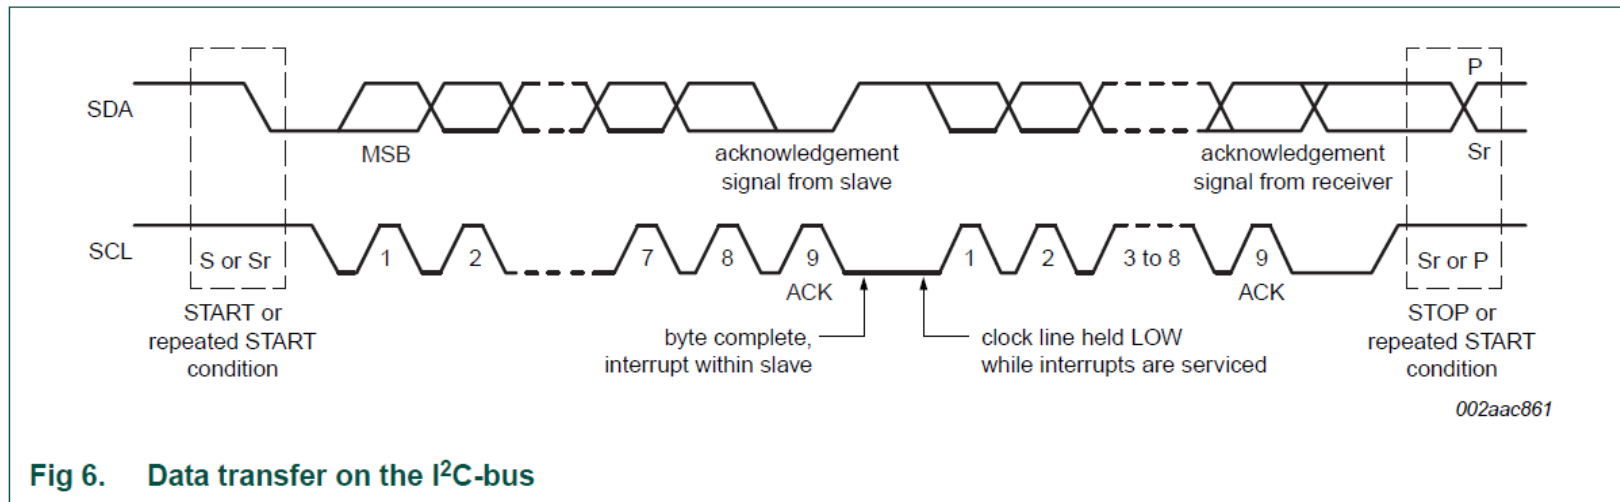 P
SDA
MSB
acknowledgement
signal from slave
acknowledgement
signal from receiver
Sr
SCL
S or Sr
1
2
7
8
9
1
2
3 to 8
9
Sr or P
ACK
ACK
START or
repeated START
condition
byte complete,
interrupt within slave
clock line held LOW
while interrupts are serviced
STOP or
repeated START
condition
002aac861
Fig 6. Data transfer on the I²C-bus